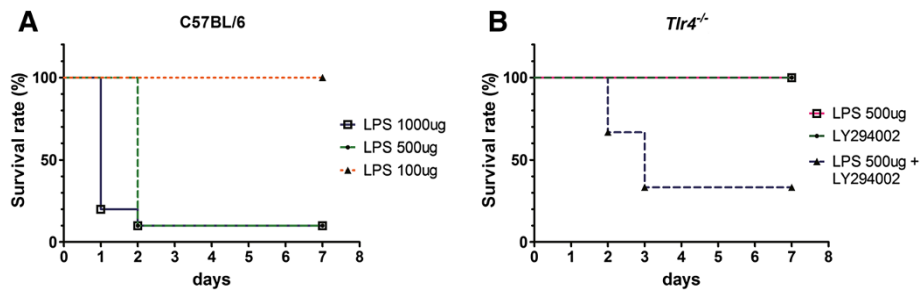 A
C57BL/6
Survival rate (%)
100
50
0
0 1 2 3 4 5 6 7 8
days
LPS 1000ug
LPS 500ug
LPS 100ug
B
Tlr4-/-
Survival rate (%)
100
50
0
0 1 2 3 4 5 6 7 8
days
LPS 500ug
LY294002
LPS 500ug +
LY294002